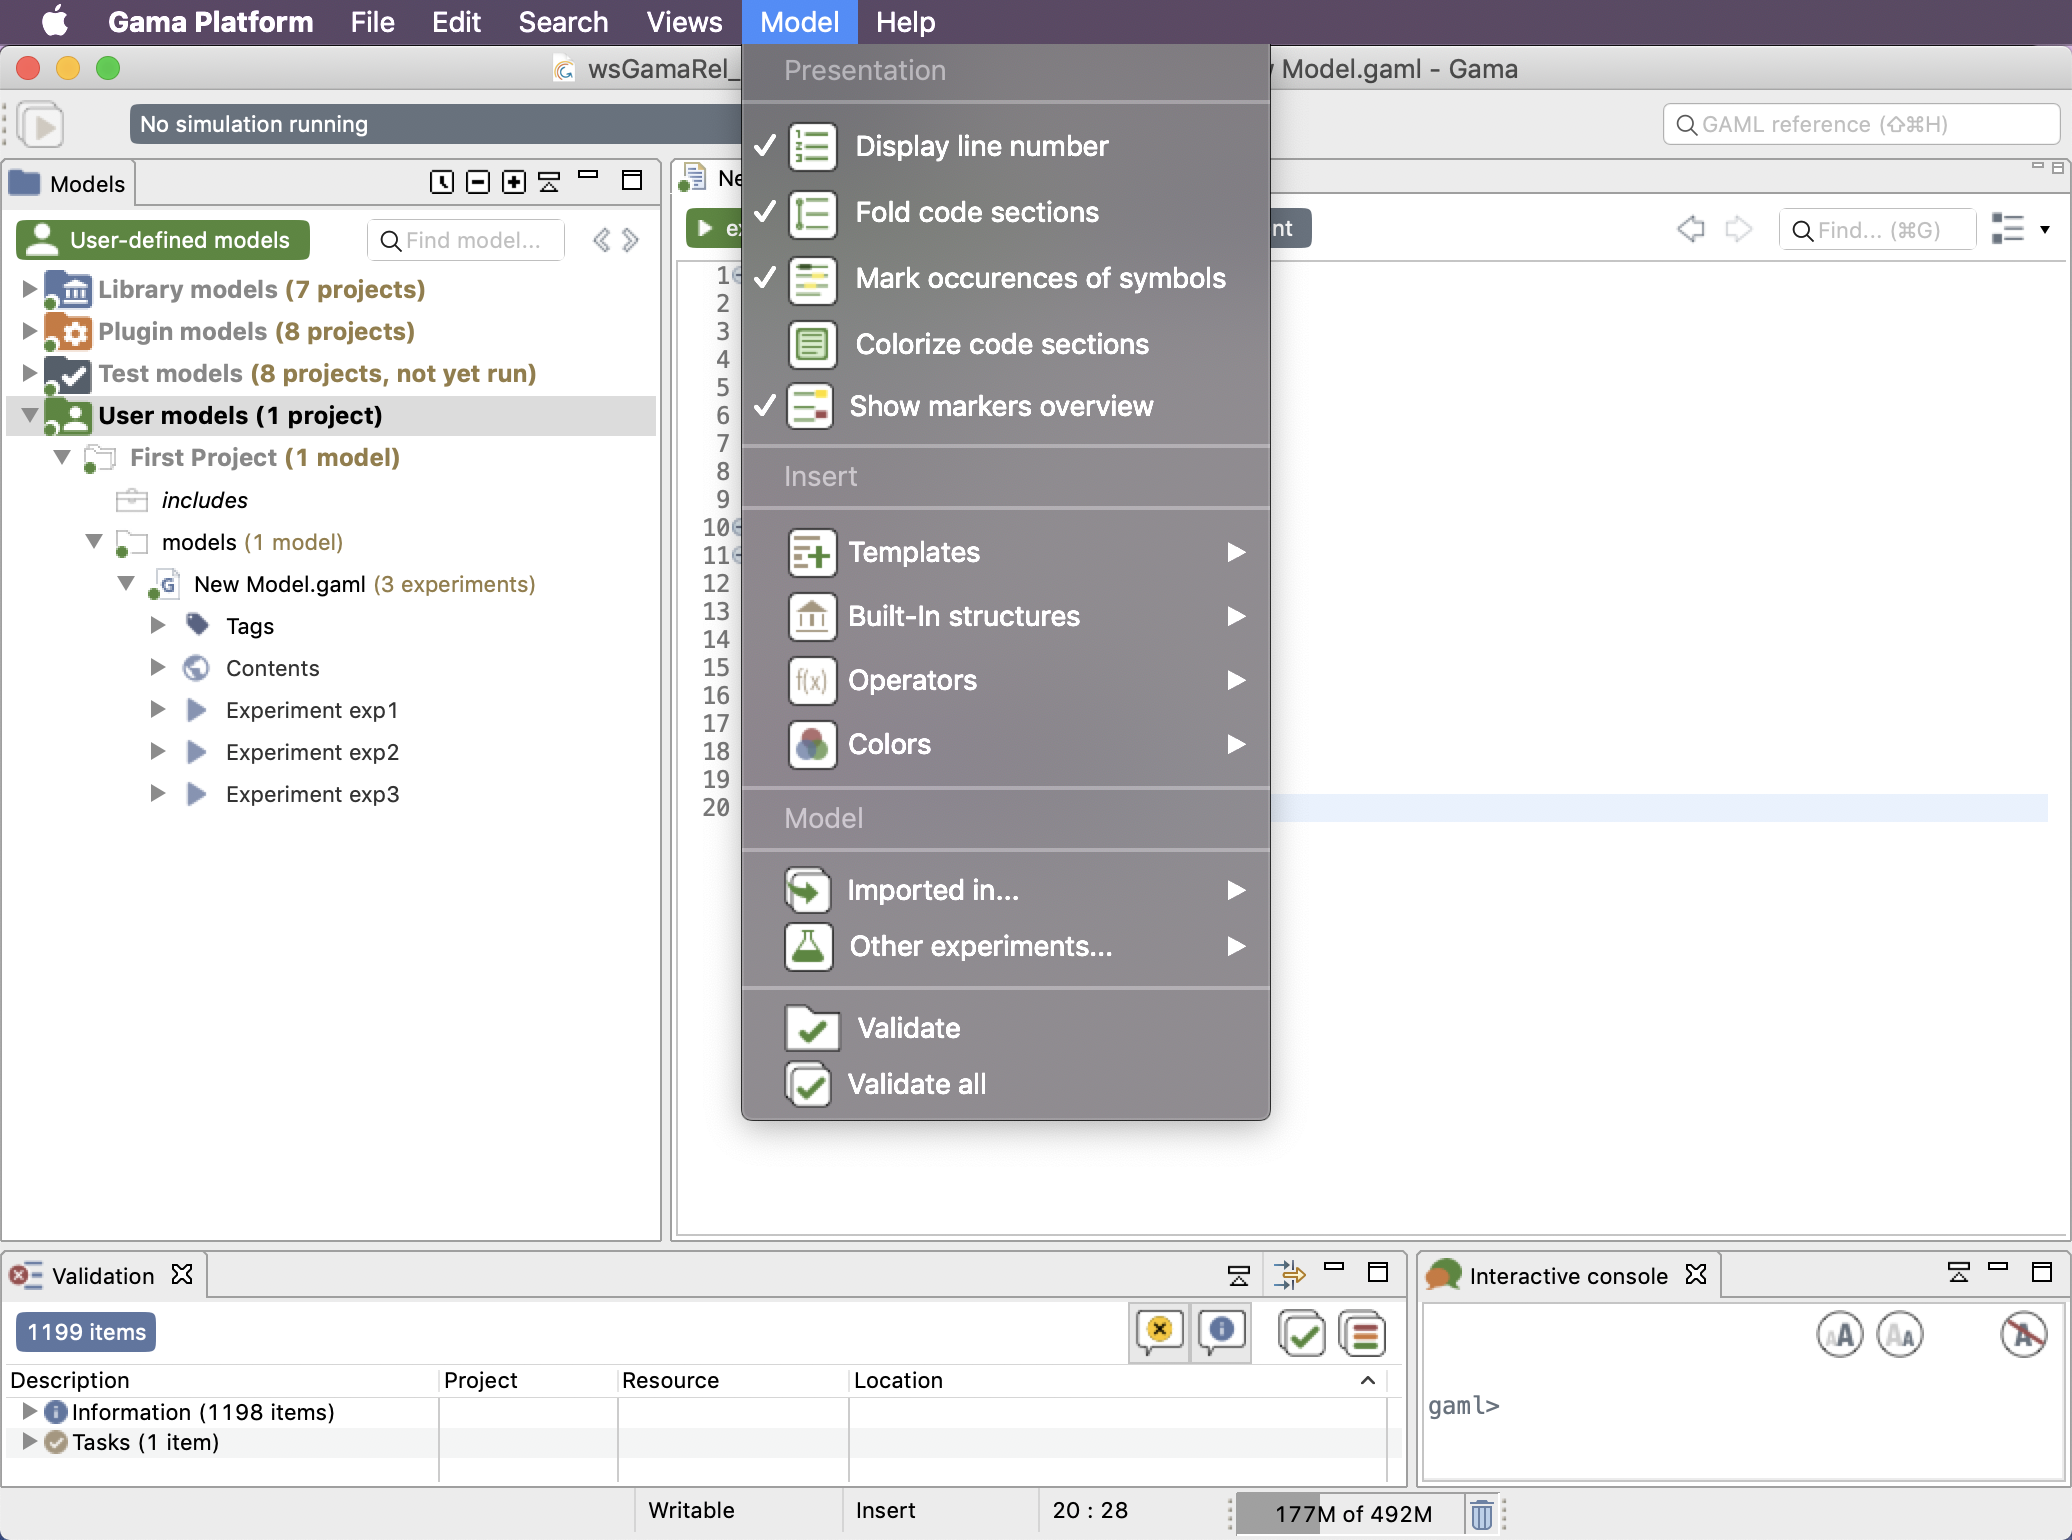 Gama Platform File Edit Search Views Model Help
wsGamaRel_ Model.gaml - Gama
No simulation running
GAML reference (⇧⌘H)
Models
User-defined models
Find model...
Library models (7 projects)
Plugin models (8 projects)
Test models (8 projects, not yet run)
User models (1 project)
First Project (1 model)
includes
models (1 model)
New Model.gaml (3 experiments)
Tags
Contents
Experiment exp1
Experiment exp2
Experiment exp3
Ne
e
nt
Find... (⌘G)
1
2
3
4
5
6
7
8
9
10
11
12
13
14
15
16
17
18
19
20
Presentation
Display line number
Fold code sections
Mark occurences of symbols
Colorize code sections
Show markers overview
Insert
Templates
Built-In structures
f(x) Operators
Colors
Model
Imported in...
Other experiments...
Validate
Validate all
Validation
1199 items
Description Project Resource Location
Information (1198 items)
Tasks (1 item)
Interactive console
gaml>
Writable Insert 20 : 28 177M of 492M